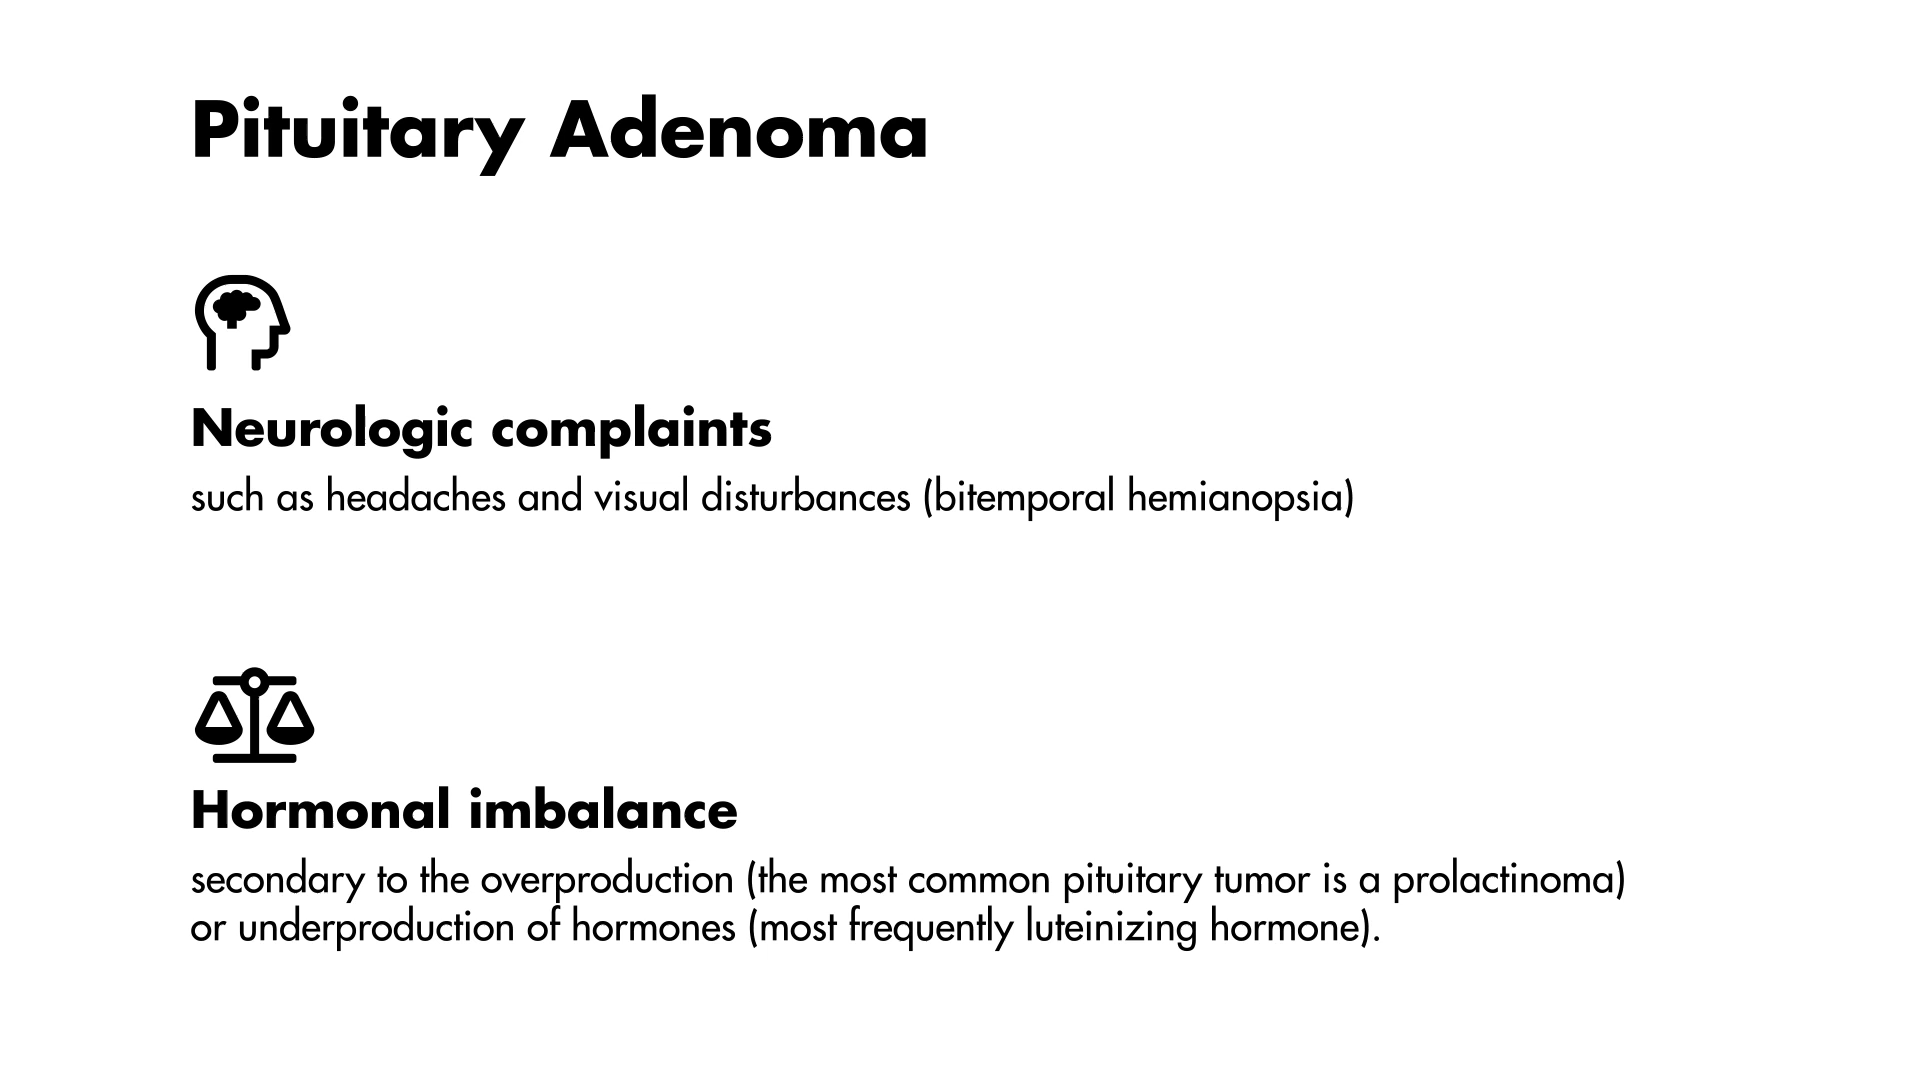 Pituitary Adenoma
Neurologic complaints
such as headaches and visual disturbances (bitemporal hemianopsia)
Hormonal imbalance
secondary to the overproduction (the most common pituitary tumor is a prolactinoma)
or underproduction of hormones (most frequently luteinizing hormone).